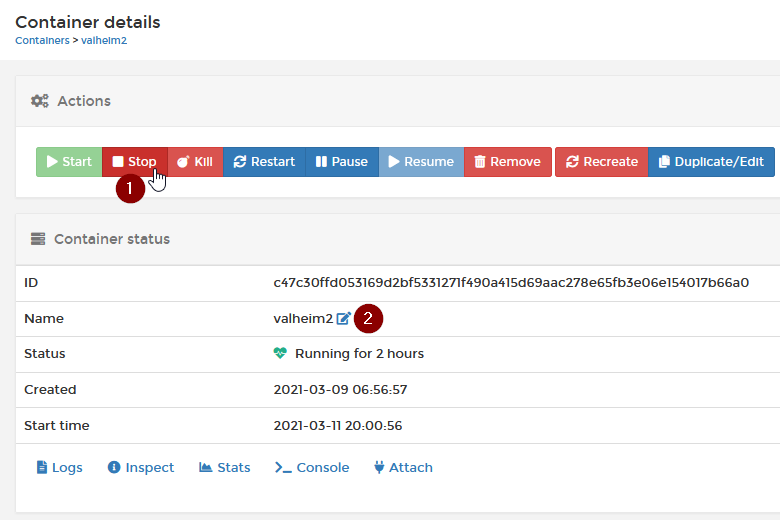 Container details
Containers > valheim2
Actions
Start Stop Kill Restart Pause Resume Remove Recreate Duplicate/Edit
1
Container status
ID c47c30ffd053169d2bf5331271f490a415d69aac278e65fb3e06e154017b66a0
Name valheim2 2
Status Running for 2 hours
Created 2021-03-09 06:56:57
Start time 2021-03-11 20:00:56
Logs Inspect Stats Console Attach